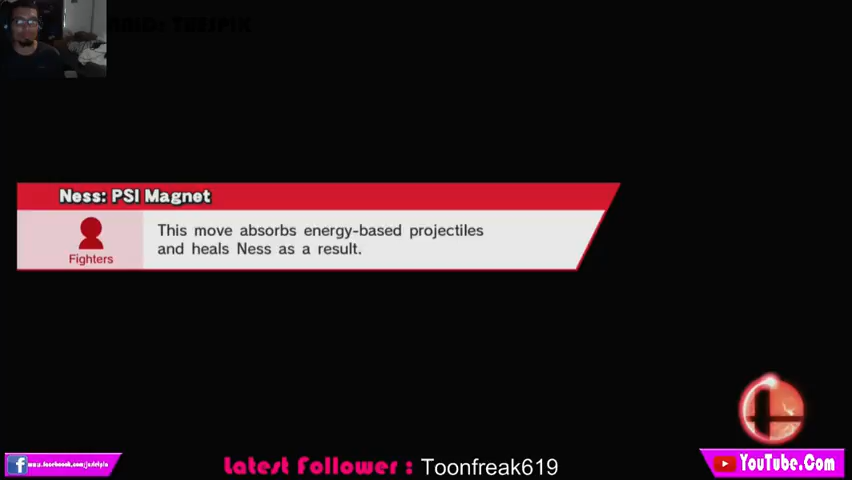 Ness: PSI Magnet
This move absorbs energy-based projectiles
and heals Ness as a result.
Fighters
Latest Follower : Toonfreak619
YouTube.Com